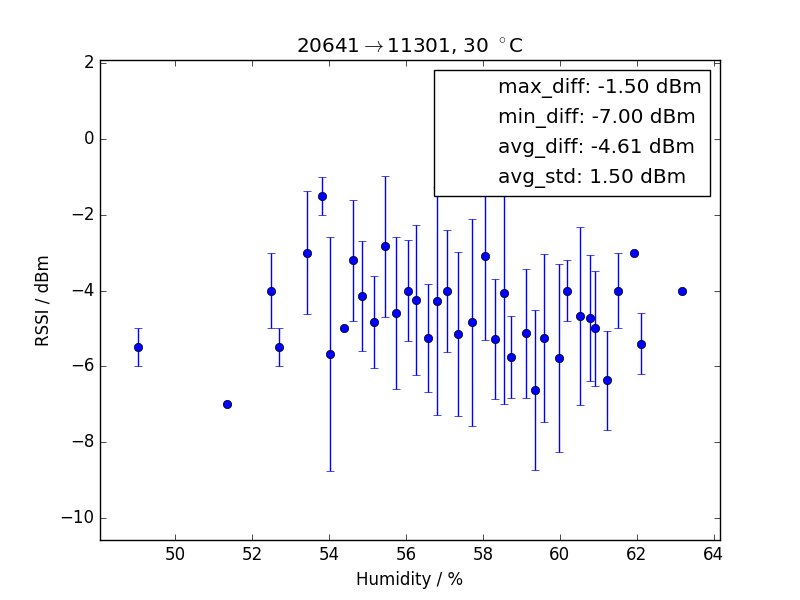 20641→11301, 30 °C
max_diff: -1.50 dBm
min_diff: -7.00 dBm
avg_diff: -4.61 dBm
avg_std: 1.50 dBm
RSSI / dBm
2
0
−2
−4
−6
−8
−10
50 52 54 56 58 60 62 64
Humidity / %